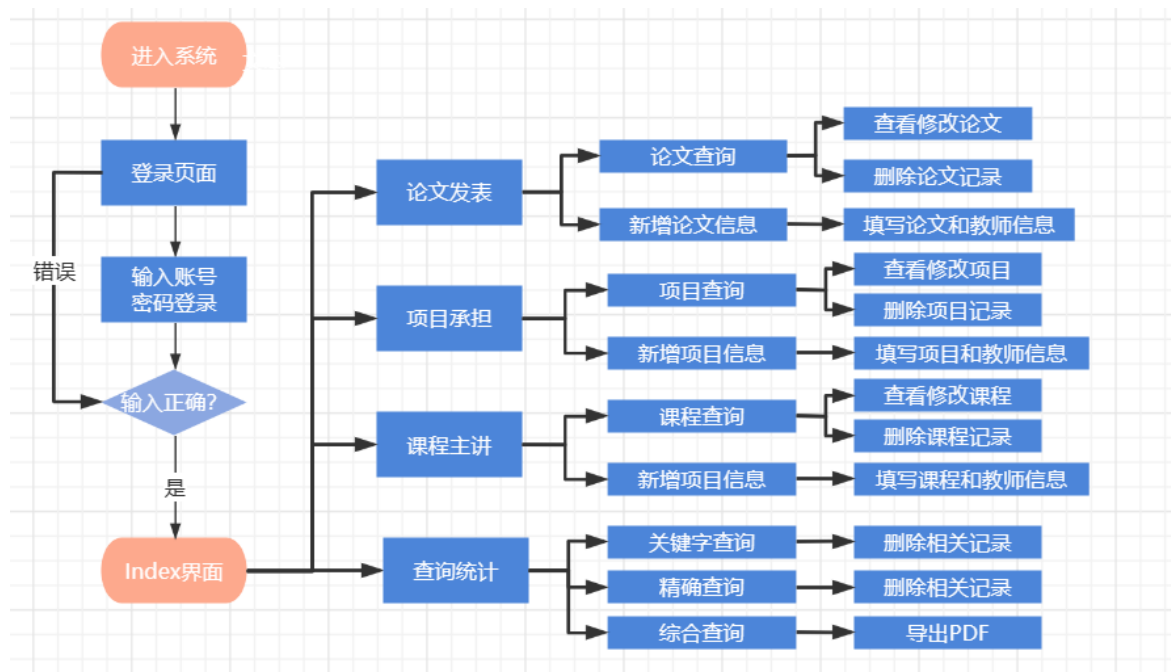 进入系统
登录页面
错误
输入账号
密码登录
输入正确?
是
Index界面
论文发表
论文查询
查看修改论文
删除论文记录
新增论文信息
填写论文和教师信息
项目承担
项目查询
查看修改项目
删除项目记录
新增项目信息
填写项目和教师信息
课程主讲
课程查询
查看修改课程
删除课程记录
新增项目信息
填写课程和教师信息
查询统计
关键字查询
删除相关记录
精确查询
删除相关记录
综合查询
导出PDF